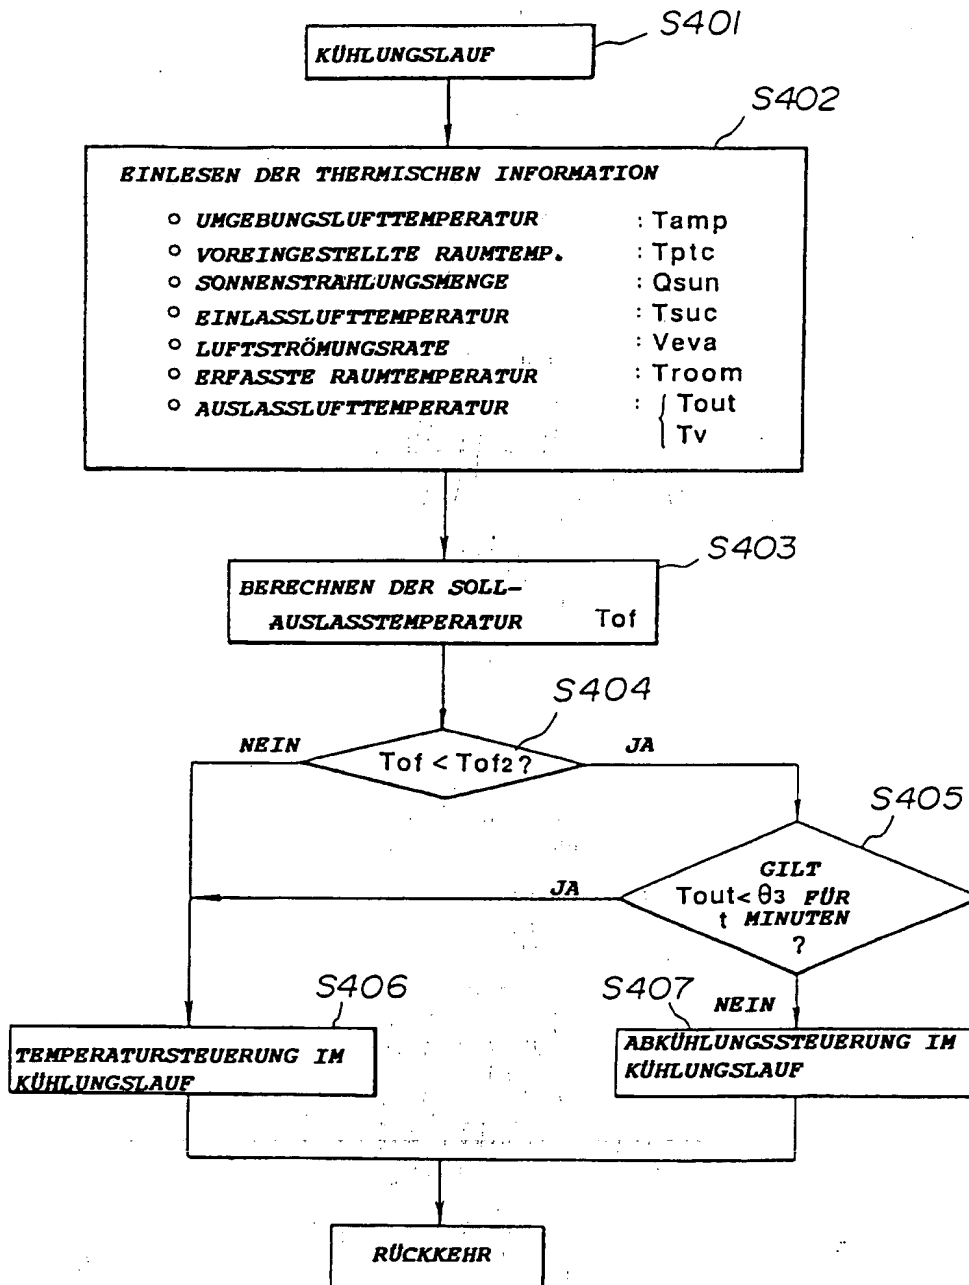 S401
KÜHLUNGSLAUF
S402
EINLESEN DER THERMISCHEN INFORMATION
○ UMGEBUNGSLUFTTEMPERATUR : Tamp
○ VOREINGESTELLTE RAUMTEMP. : Tptc
○ SONNENSTRAHLUNGSMENGE : Qsun
○ EINLASSLUFTTEMPERATUR : Tsuc
○ LUFTSTRÖMUNGSRATE : Veva
○ ERFASSTE RAUMTEMPERATUR : Troom
○ AUSLASSLUFTTEMPERATUR : { Tout
Tv
S403
BERECHNEN DER SOLL-
AUSLASSTEMPERATUR Tof
S404
NEIN
Tof < Tof2 ?
JA
S405
GILT
Tout < θ3 FÜR
t MINUTEN
?
JA
NEIN
S406
TEMPERATURSTEUERUNG IM
KÜHLUNGSLAUF
S407
ABKÜHLUNGSSTEUERUNG IM
KÜHLUNGSLAUF
RÜCKKEHR